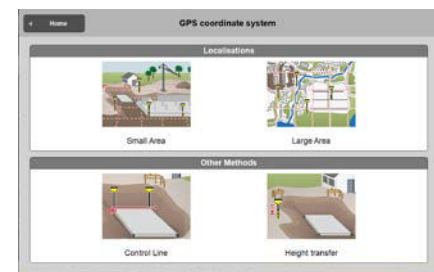 Home
GPS coordinate system
Localisations
Small Area
Large Area
Other Methods
Control Line
Height transfer